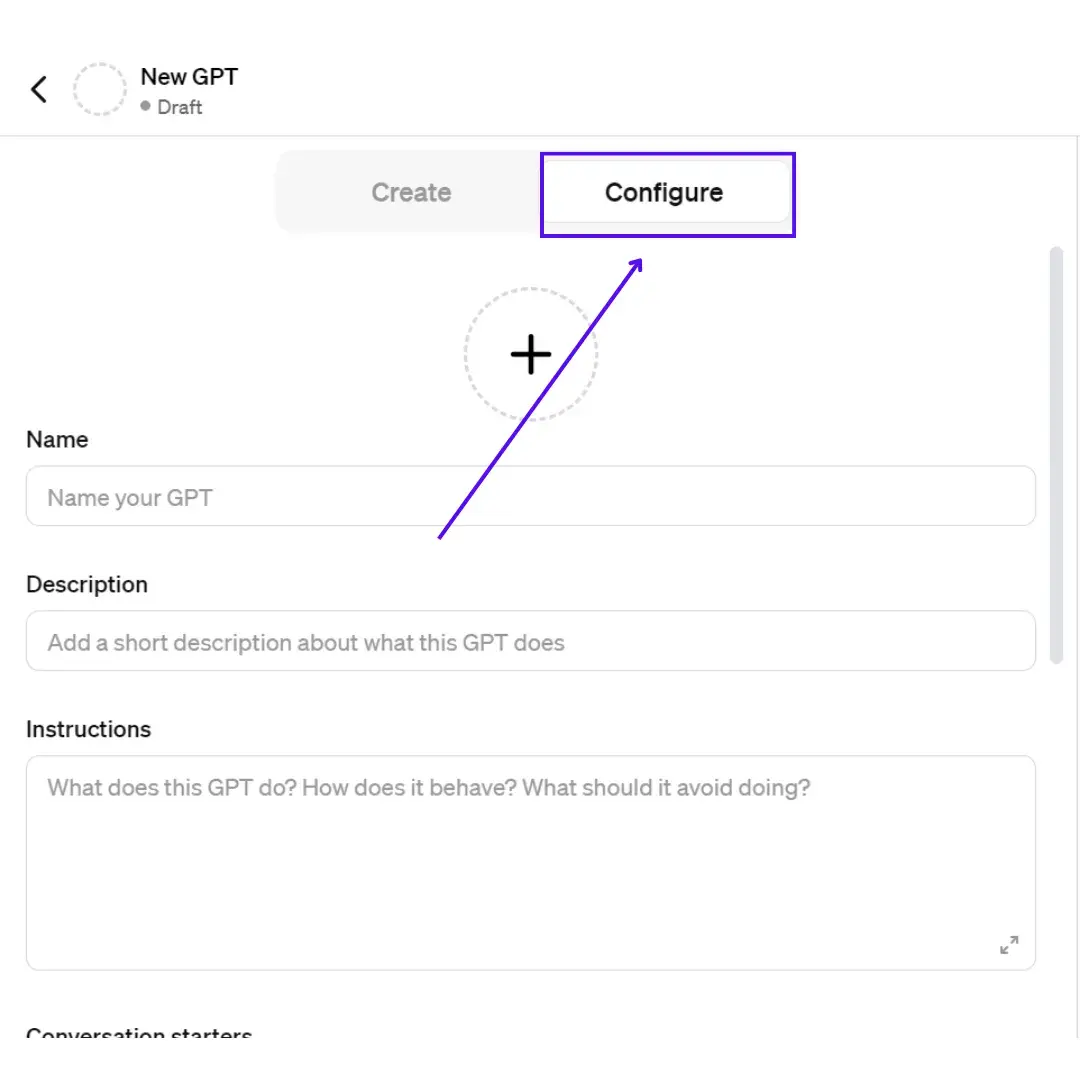 New GPT
Draft
Create
Configure
Name
Name your GPT
Description
Add a short description about what this GPT does
Instructions
What does this GPT do? How does it behave? What should it avoid doing?
Conversation starters